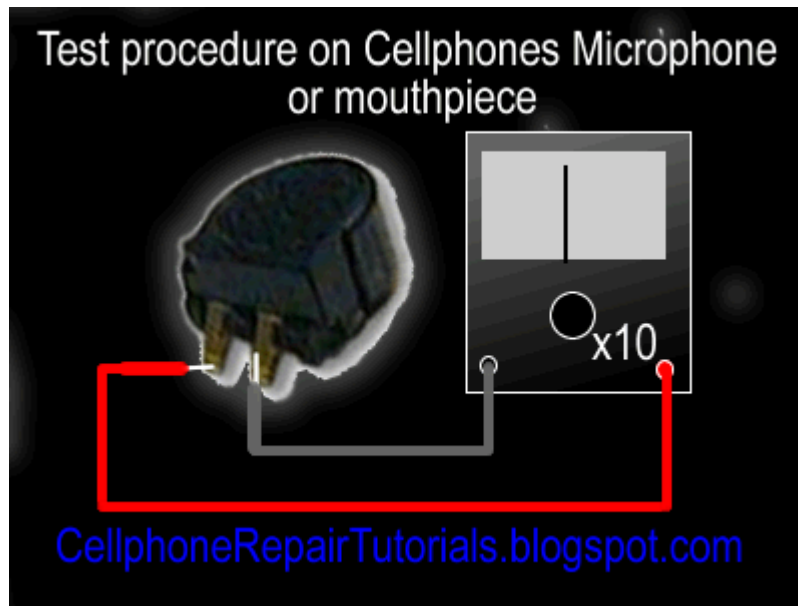 Test procedure on Cellphones Microphone
or mouthpiece
x10
CellphoneRepairTutorials.blogspot.com